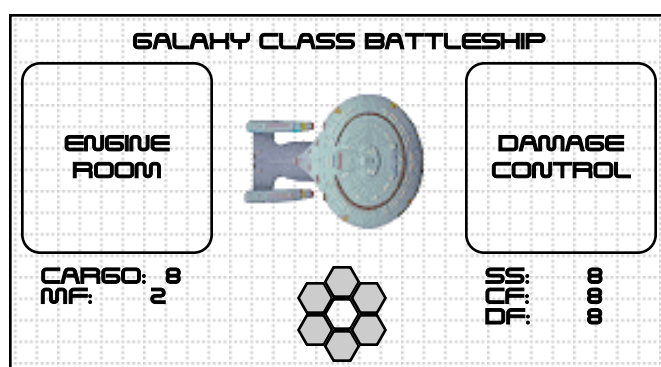 GALAXY CLASS BATTLESHIP
ENGINE
ROOM
DAMAGE
CONTROL
CARGO: 8
MF: 2
SS: 8
CF: 8
DF: 8